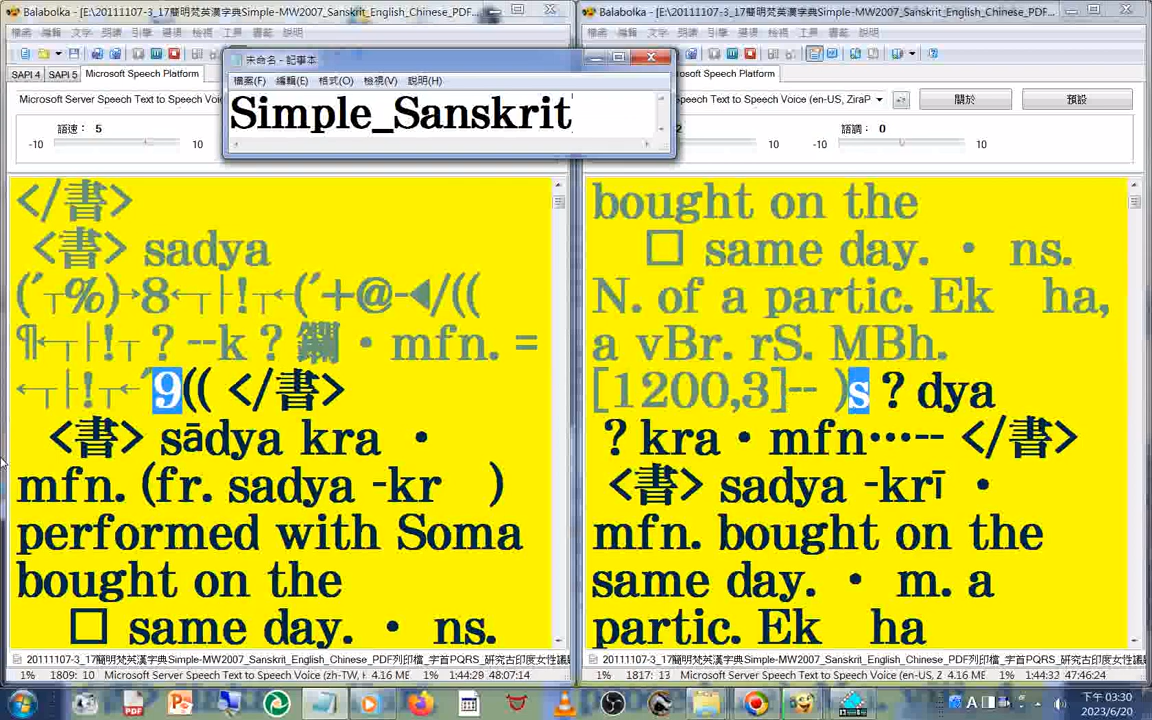 Balabolka - [E:\20111107-3_17簡明梵英漢字典Simple-MW2007_Sanskrit_English_Chinese_PDF...
Balabolka - [E:\20111107-3_17簡明梵英漢字典Simple-MW2007_Sanskrit_English_Chinese_PDF...
SAPI 4 SAPI 5 Microsoft Speech Platform
Microsoft Server Speech Text to Speech Voi
語速: 5
-10 10
未命名 - 記事本
檔案(F) 編輯(E) 格式(O) 檢視(V) 說明(H)
Simple_Sanskrit
Speech Platform
Server Speech Text to Speech Voice (en-US, ZiraP
關於
預設
2
10
語調: 0
-10 10
</書>
<書> sadya
• mfn. =
9(( </書>
<書> sādya kra •
mfn. (fr. sadya -kr )
performed with Soma
bought on the
□ same day. • ns.
bought on the
□ same day. • ns.
N. of a partic. Ek ha,
a vBr. rS. MBh.
[1200,3]-- )s ? dya
? kra • mfn…-- </書>
<書> sadya -krī •
mfn. bought on the
same day. • m. a
partic. Ek ha
20111107-3_17簡明梵英漢字典Simple-MW2007_Sanskrit_English_Chinese_PDF列印檔_字首PQRS_研究古印度女性議
20111107-3_17簡明梵英漢字典Simple-MW2007_Sanskrit_English_Chinese_PDF列印檔_字首PQRS_研究古印度女性議
1% 1809: 10 Microsoft Server Speech Text to Speech Voice (zh-TW, H 4.16 ME 1% 1:44:29 48:07:14
1% 1817: 13 Microsoft Server Speech Text to Speech Voice (en-US, Z 4.16 ME 1% 1:44:32 47:46:24
下午 03:30
2023/6/20